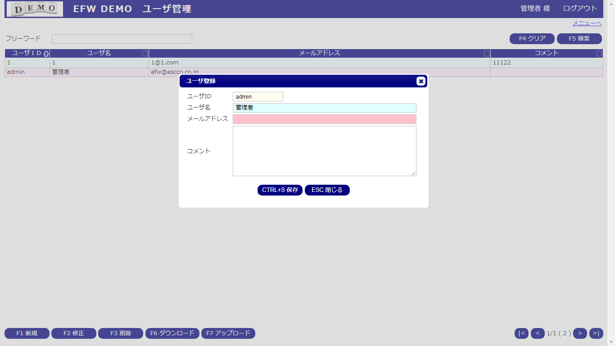 DEMO EFW DEMO ユーザ管理 管理者 様 ログアウト
メニューへ
フリーワード F4 クリア F5 検索
ユーザID ユーザ名 メールアドレス コメント
1 1 1@1.com 11122
admin 管理者 efw@escco.co.jp
ユーザ登録
ユーザID admin
ユーザ名 管理者
メールアドレス
コメント
CTRL+S 保存 ESC 閉じる
F1 新規 F2 修正 F3 削除 F6 ダウンロード F7 アップロード |< < 1/1 ( 2 ) > >|